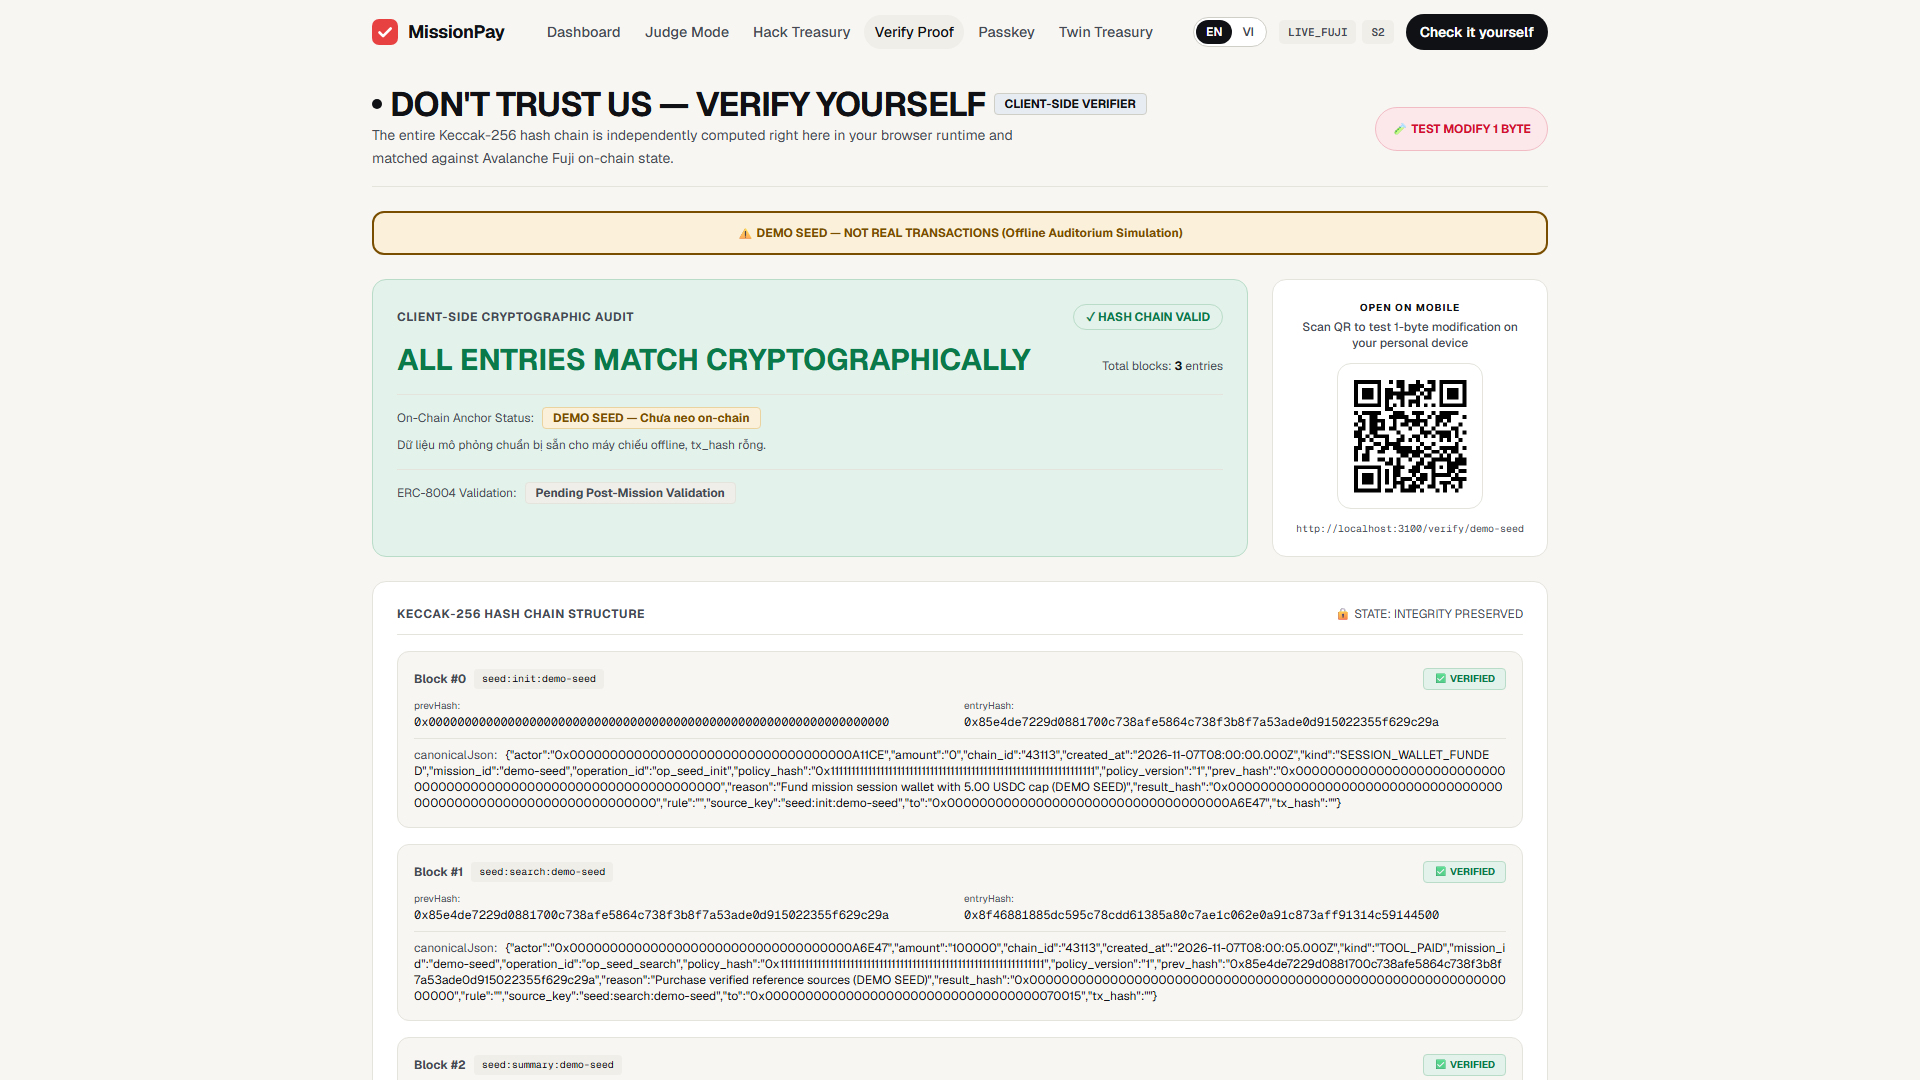 MissionPay
Dashboard
Judge Mode
Hack Treasury
Verify Proof
Passkey
Twin Treasury
EN
VI
LIVE_FUJI
S2
Check it yourself
• DON'T TRUST US — VERIFY YOURSELF
CLIENT-SIDE VERIFIER
The entire Keccak-256 hash chain is independently computed right here in your browser runtime and
matched against Avalanche Fuji on-chain state.
TEST MODIFY 1 BYTE
DEMO SEED — NOT REAL TRANSACTIONS (Offline Auditorium Simulation)
CLIENT-SIDE CRYPTOGRAPHIC AUDIT
✓ HASH CHAIN VALID
ALL ENTRIES MATCH CRYPTOGRAPHICALLY
Total blocks: 3 entries
On-Chain Anchor Status:
DEMO SEED — Chưa neo on-chain
Dữ liệu mô phỏng chuẩn bị sẵn cho máy chiếu offline, tx_hash rỗng.
ERC-8004 Validation:
Pending Post-Mission Validation
OPEN ON MOBILE
Scan QR to test 1-byte modification on
your personal device
http://localhost:3100/verify/demo-seed
KECCAK-256 HASH CHAIN STRUCTURE
STATE: INTEGRITY PRESERVED
Block #0
seed:init:demo-seed
VERIFIED
prevHash:
0x0000000000000000000000000000000000000000000000000000000000000000
entryHash:
0x85e4de7229d0881700c738afe5864c738f3b8f7a53ade0d915022355f629c29a
canonicalJson: {"actor":"0x00000000000000000000000000000000000A11CE","amount":"0","chain_id":"43113","created_at":"2026-11-07T08:00:00.000Z","kind":"SESSION_WALLET_FUNDE
D","mission_id":"demo-seed","operation_id":"op_seed_init","policy_hash":"0x1111111111111111111111111111111111111111111111111111111111111111","policy_version":"1","prev_hash":"0x00000000000000000000000000
00000000000000000000000000000000000000","reason":"Fund mission session wallet with 5.00 USDC cap (DEMO SEED)","result_hash":"0x000000000000000000000000000000
0000000000000000000000000000000000","rule":"","source_key":"seed:init:demo-seed","to":"0x00000000000000000000000000000000000A6E47","tx_hash":""}
Block #1
seed:search:demo-seed
VERIFIED
prevHash:
0x85e4de7229d0881700c738afe5864c738f3b8f7a53ade0d915022355f629c29a
entryHash:
0x8f46881885dc595c78cdd61385a80c7ae1c062e0a91c873aff91314c59144500
canonicalJson: {"actor":"0x00000000000000000000000000000000000A6E47","amount":"100000","chain_id":"43113","created_at":"2026-11-07T08:00:05.000Z","kind":"TOOL_PAID","mission_i
d":"demo-seed","operation_id":"op_seed_search","policy_hash":"0x1111111111111111111111111111111111111111111111111111111111111111","policy_version":"1","prev_hash":"0x85e4de7229d0881700c738afe5864c738f3b8f
7a53ade0d915022355f629c29a","reason":"Purchase verified reference sources (DEMO SEED)","result_hash":"0x00000000000000000000000000000000000000000000000000000000000
00000","rule":"","source_key":"seed:search:demo-seed","to":"0x0000000000000000000000000000000000070015","tx_hash":""}
Block #2
seed:summary:demo-seed
VERIFIED